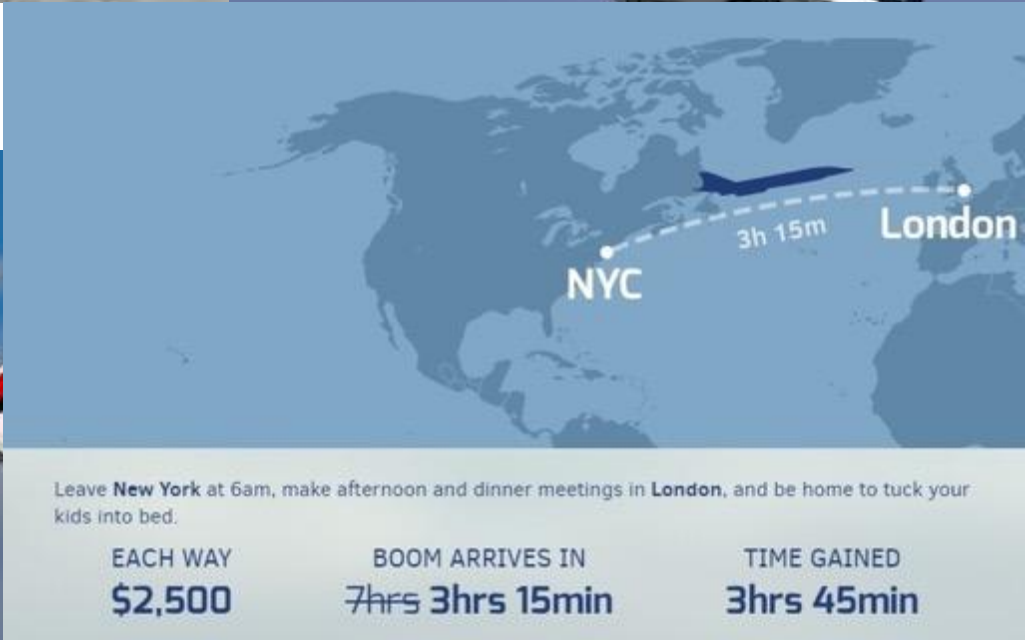 3h 15m
London
NYC
Leave New York at 6am, make afternoon and dinner meetings in London, and be home to tuck your
kids into bed.
EACH WAY
$2,500
BOOM ARRIVES IN
7hrs 3hrs 15min
TIME GAINED
3hrs 45min